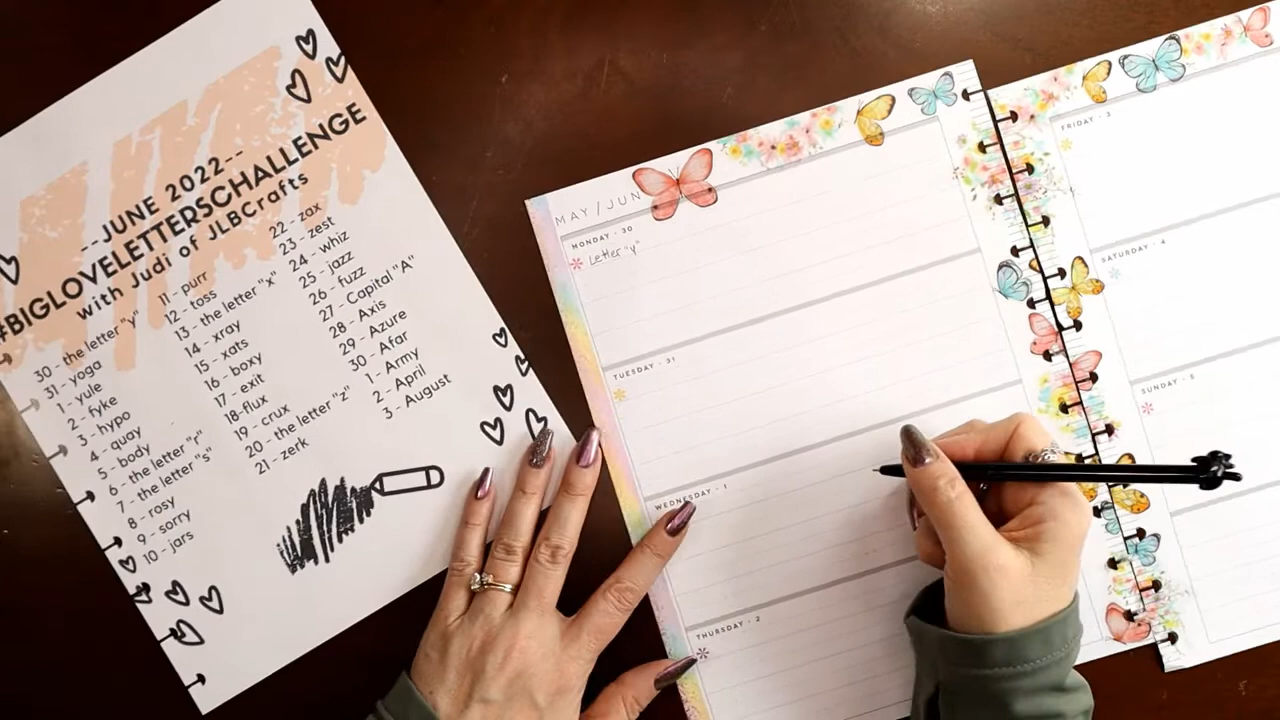 --JUNE 2022--
#BIGLOVELETTERSCHALLENGE
with Judi of JLBCrafts
30 - the letter "y"
31 - yoga
1 - yule
2 - fyke
3 - hypo
4 - quay
5 - body
6 - the letter "r"
7 - the letter "s"
8 - rosy
9 - sorry
10 - jars
11 - purr
12 - toss
13 - the letter "x"
14 - xray
15 - xats
16 - boxy
17 - exit
18-flux
19 - crux
20 - the letter "z"
21 - zerk
22 - zax
23 - zest
24 - whiz
25 - jazz
26 - fuzz
27 - Capital "A"
28 - Axis
29 - Azure
30 - Afar
1 - Army
2 - April
3 - August
MAY/JUN
MONDAY - 30
Letter "y"
TUESDAY - 31
WEDNESDAY - 1
THURSDAY - 2
FRIDAY - 3
SATURDAY - 4
SUNDAY - 5